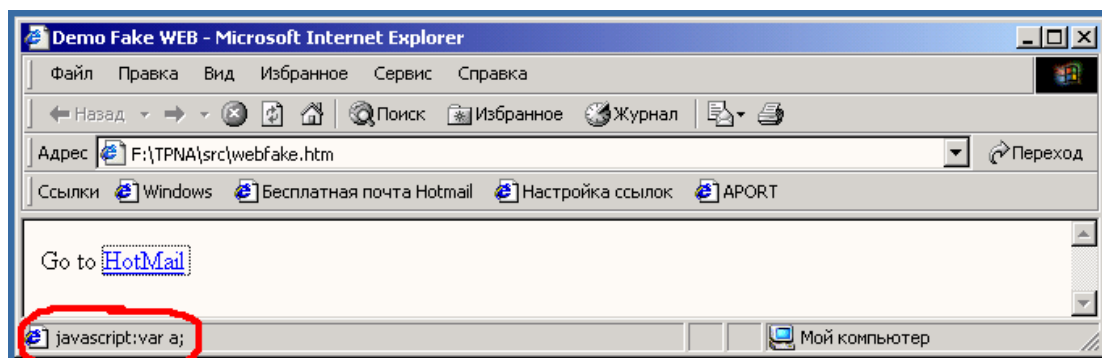 Demo Fake WEB - Microsoft Internet Explorer
Файл Правка Вид Избранное Сервис Справка
Назад Поиск Избранное Журнал
Адрес F:\TPNA\src\webfake.htm Переход
Ссылки Windows Бесплатная почта Hotmail Настройка ссылок APORT
Go to HotMail
javascript:var a; Мой компьютер